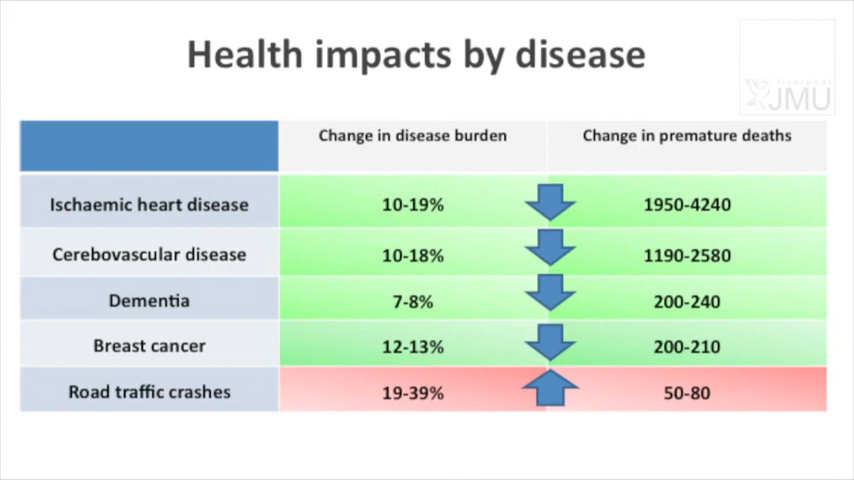 Health impacts by disease
Liverpool
JMU
Change in disease burden Change in premature deaths
Ischaemic heart disease 10-19% 1950-4240
Cerebovascular disease 10-18% 1190-2580
Dementia 7-8% 200-240
Breast cancer 12-13% 200-210
Road traffic crashes 19-39% 50-80